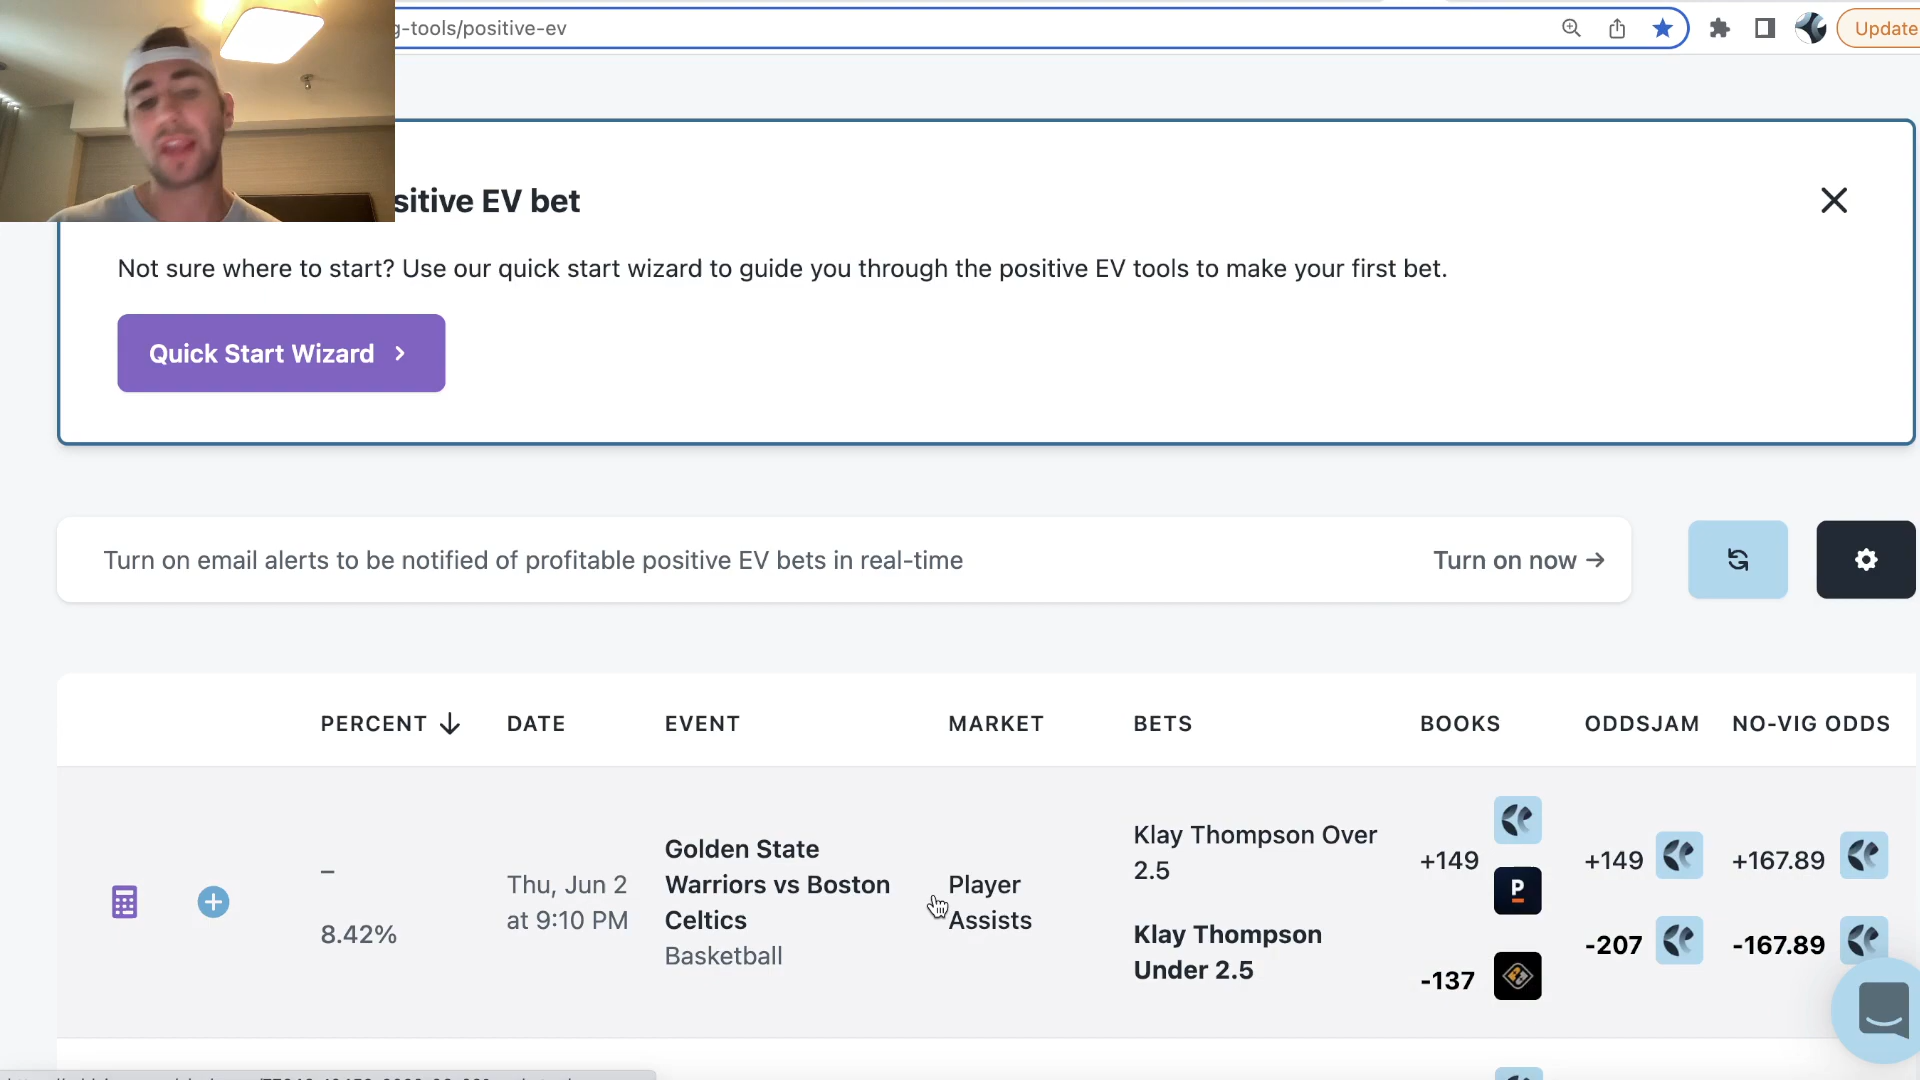 g-tools/positive-ev
Update
sitive EV bet
Not sure where to start? Use our quick start wizard to guide you through the positive EV tools to make your first bet.
Quick Start Wizard
Turn on email alerts to be notified of profitable positive EV bets in real-time
Turn on now →
PERCENT ↓ DATE EVENT MARKET BETS BOOKS ODDSJAM NO-VIG ODDS
–
8.42%
Thu, Jun 2
at 9:10 PM
Golden State
Warriors vs Boston
Celtics
Basketball
Player
Assists
Klay Thompson Over
2.5
Klay Thompson
Under 2.5
+149
P
-137
+149
-207
+167.89
-167.89